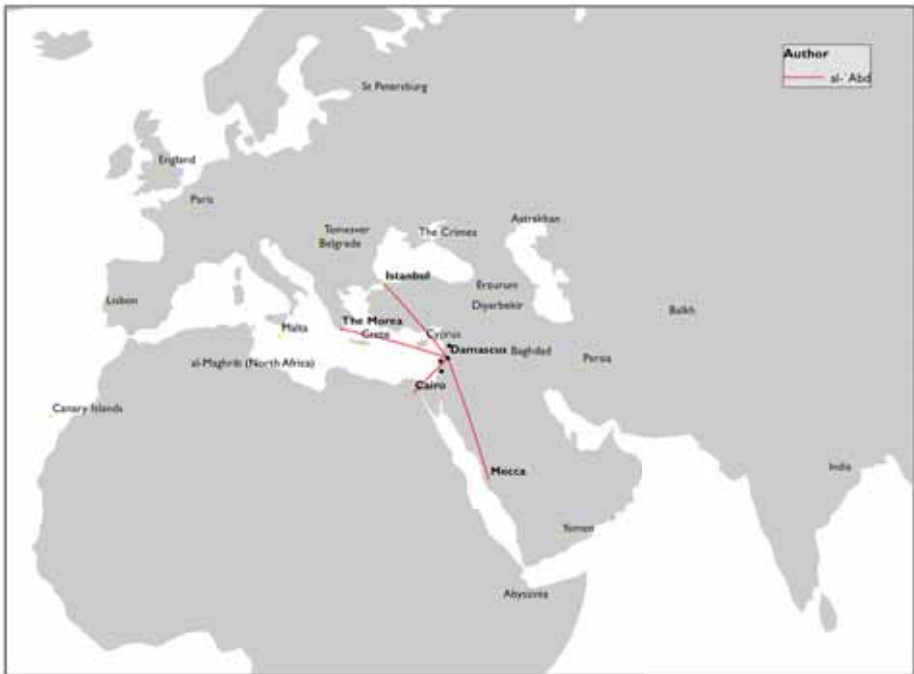 Author
al-`Abd
St Petersburg
England
Paris
Temesver
Belgrade
The Crimea
Astrakhan
Istanbul
Erzurum
Diyarbekir
Balkh
Lisbon
Malta
The Morea
Crete
Cyprus
Damascus
Baghdad
Persia
al-Maghrib (North Africa)
Cairo
Canary Islands
Mecca
India
Yemen
Abyssinia